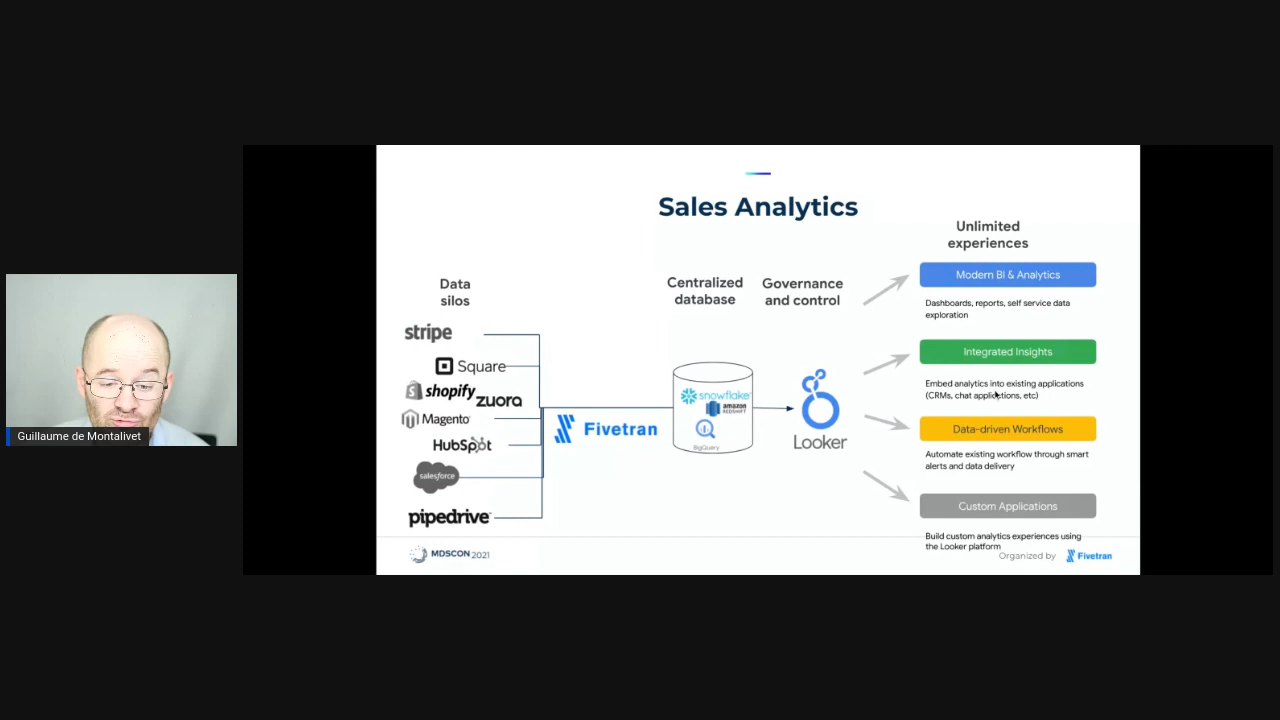 Sales Analytics
Unlimited
experiences
Data
silos
Centralized
database
Governance
and control
Modern BI & Analytics
Dashboards, reports, self service data
exploration
stripe
Square
shopify
zuora
Magento
HubSpot
salesforce
pipedrive
Fivetran
snowflake
amazon
REDSHIFT
BigQuery
Looker
Integrated Insights
Embed analytics into existing applications
(CRMs, chat applications, etc)
Data-driven Workflows
Automate existing workflow through smart
alerts and data delivery
Custom Applications
Build custom analytics experiences using
the Looker platform
MDSCON 2021
Organized by Fivetran
Guillaume de Montalivet